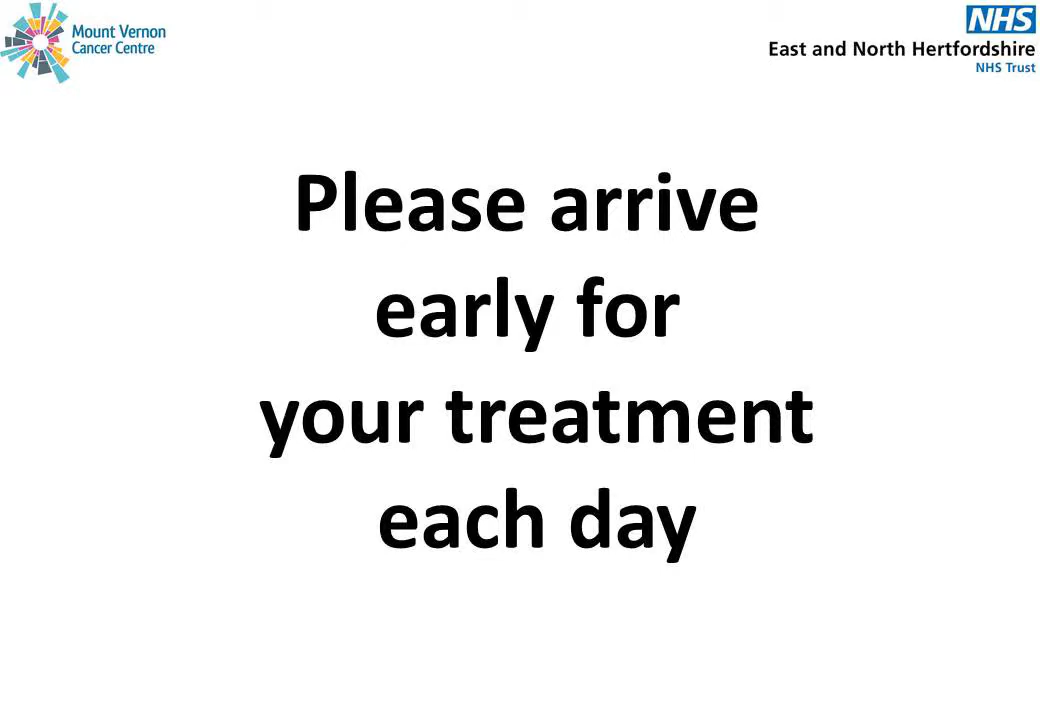 Mount Vernon
Cancer Centre
NHS
East and North Hertfordshire
NHS Trust
Please arrive
early for
your treatment
each day